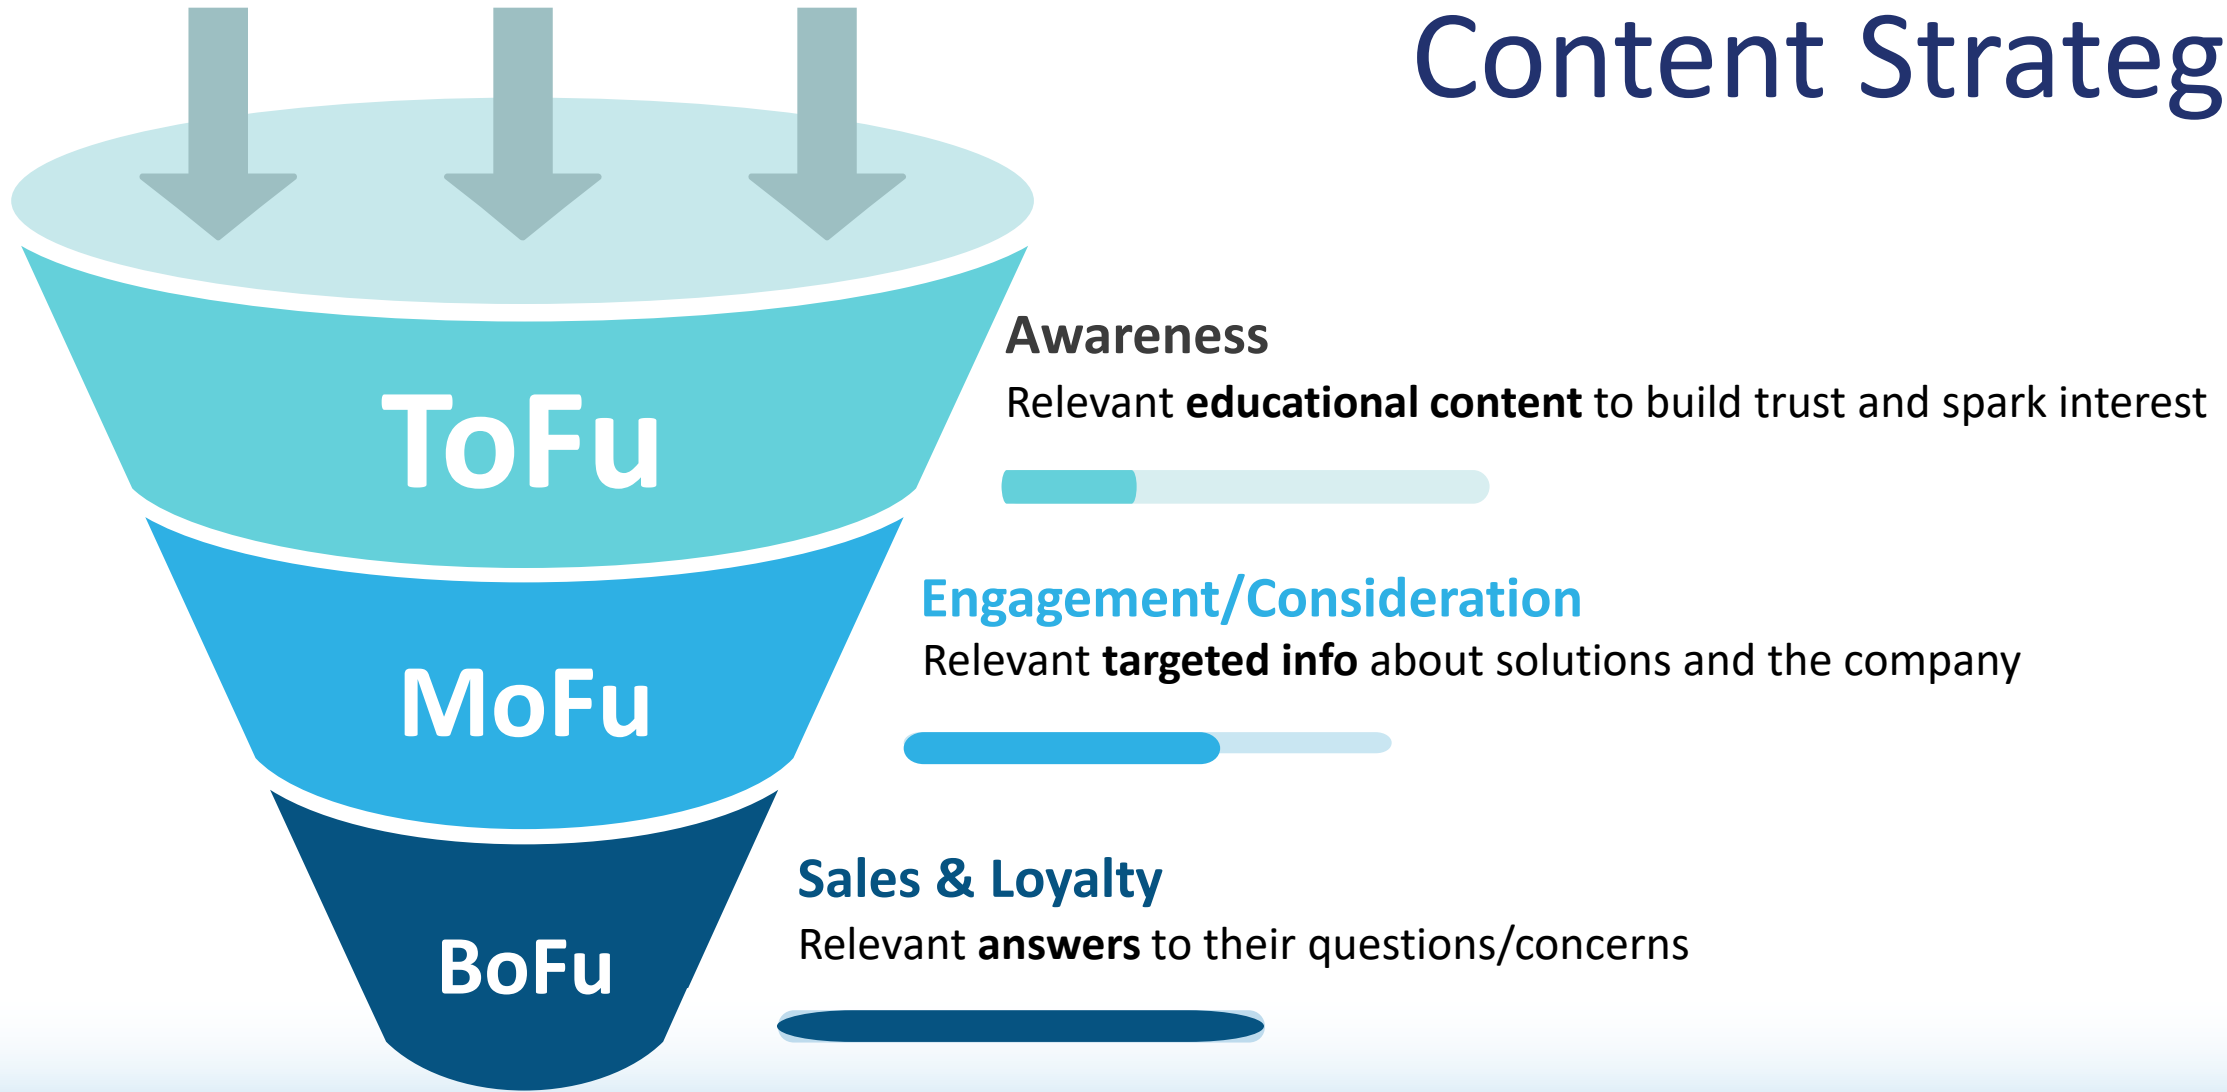 Content Strateg
Awareness
Relevant educational content to build trust and spark interest
ToFu
Engagement/Consideration
Relevant targeted info about solutions and the company
MoFu
Sales & Loyalty
Relevant answers to their questions/concerns
BoFu